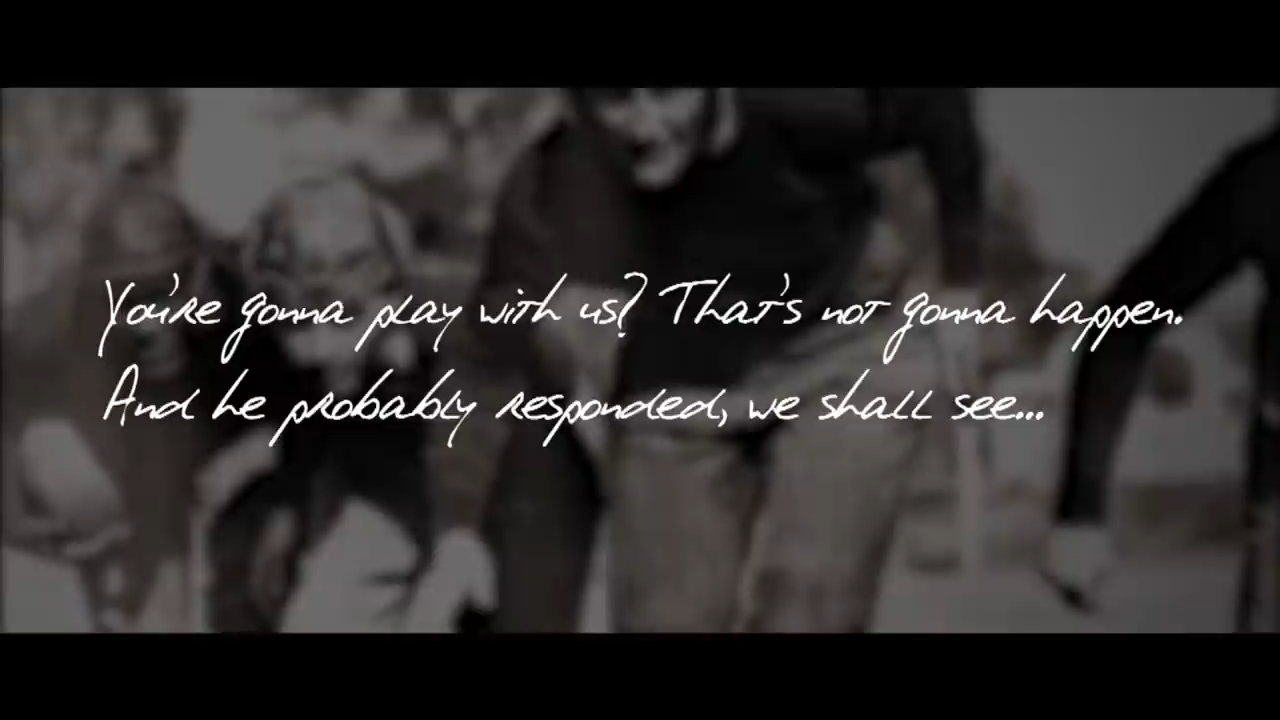 You're gonna play with us? That's not gonna happen.
And he probably responded, we shall see...